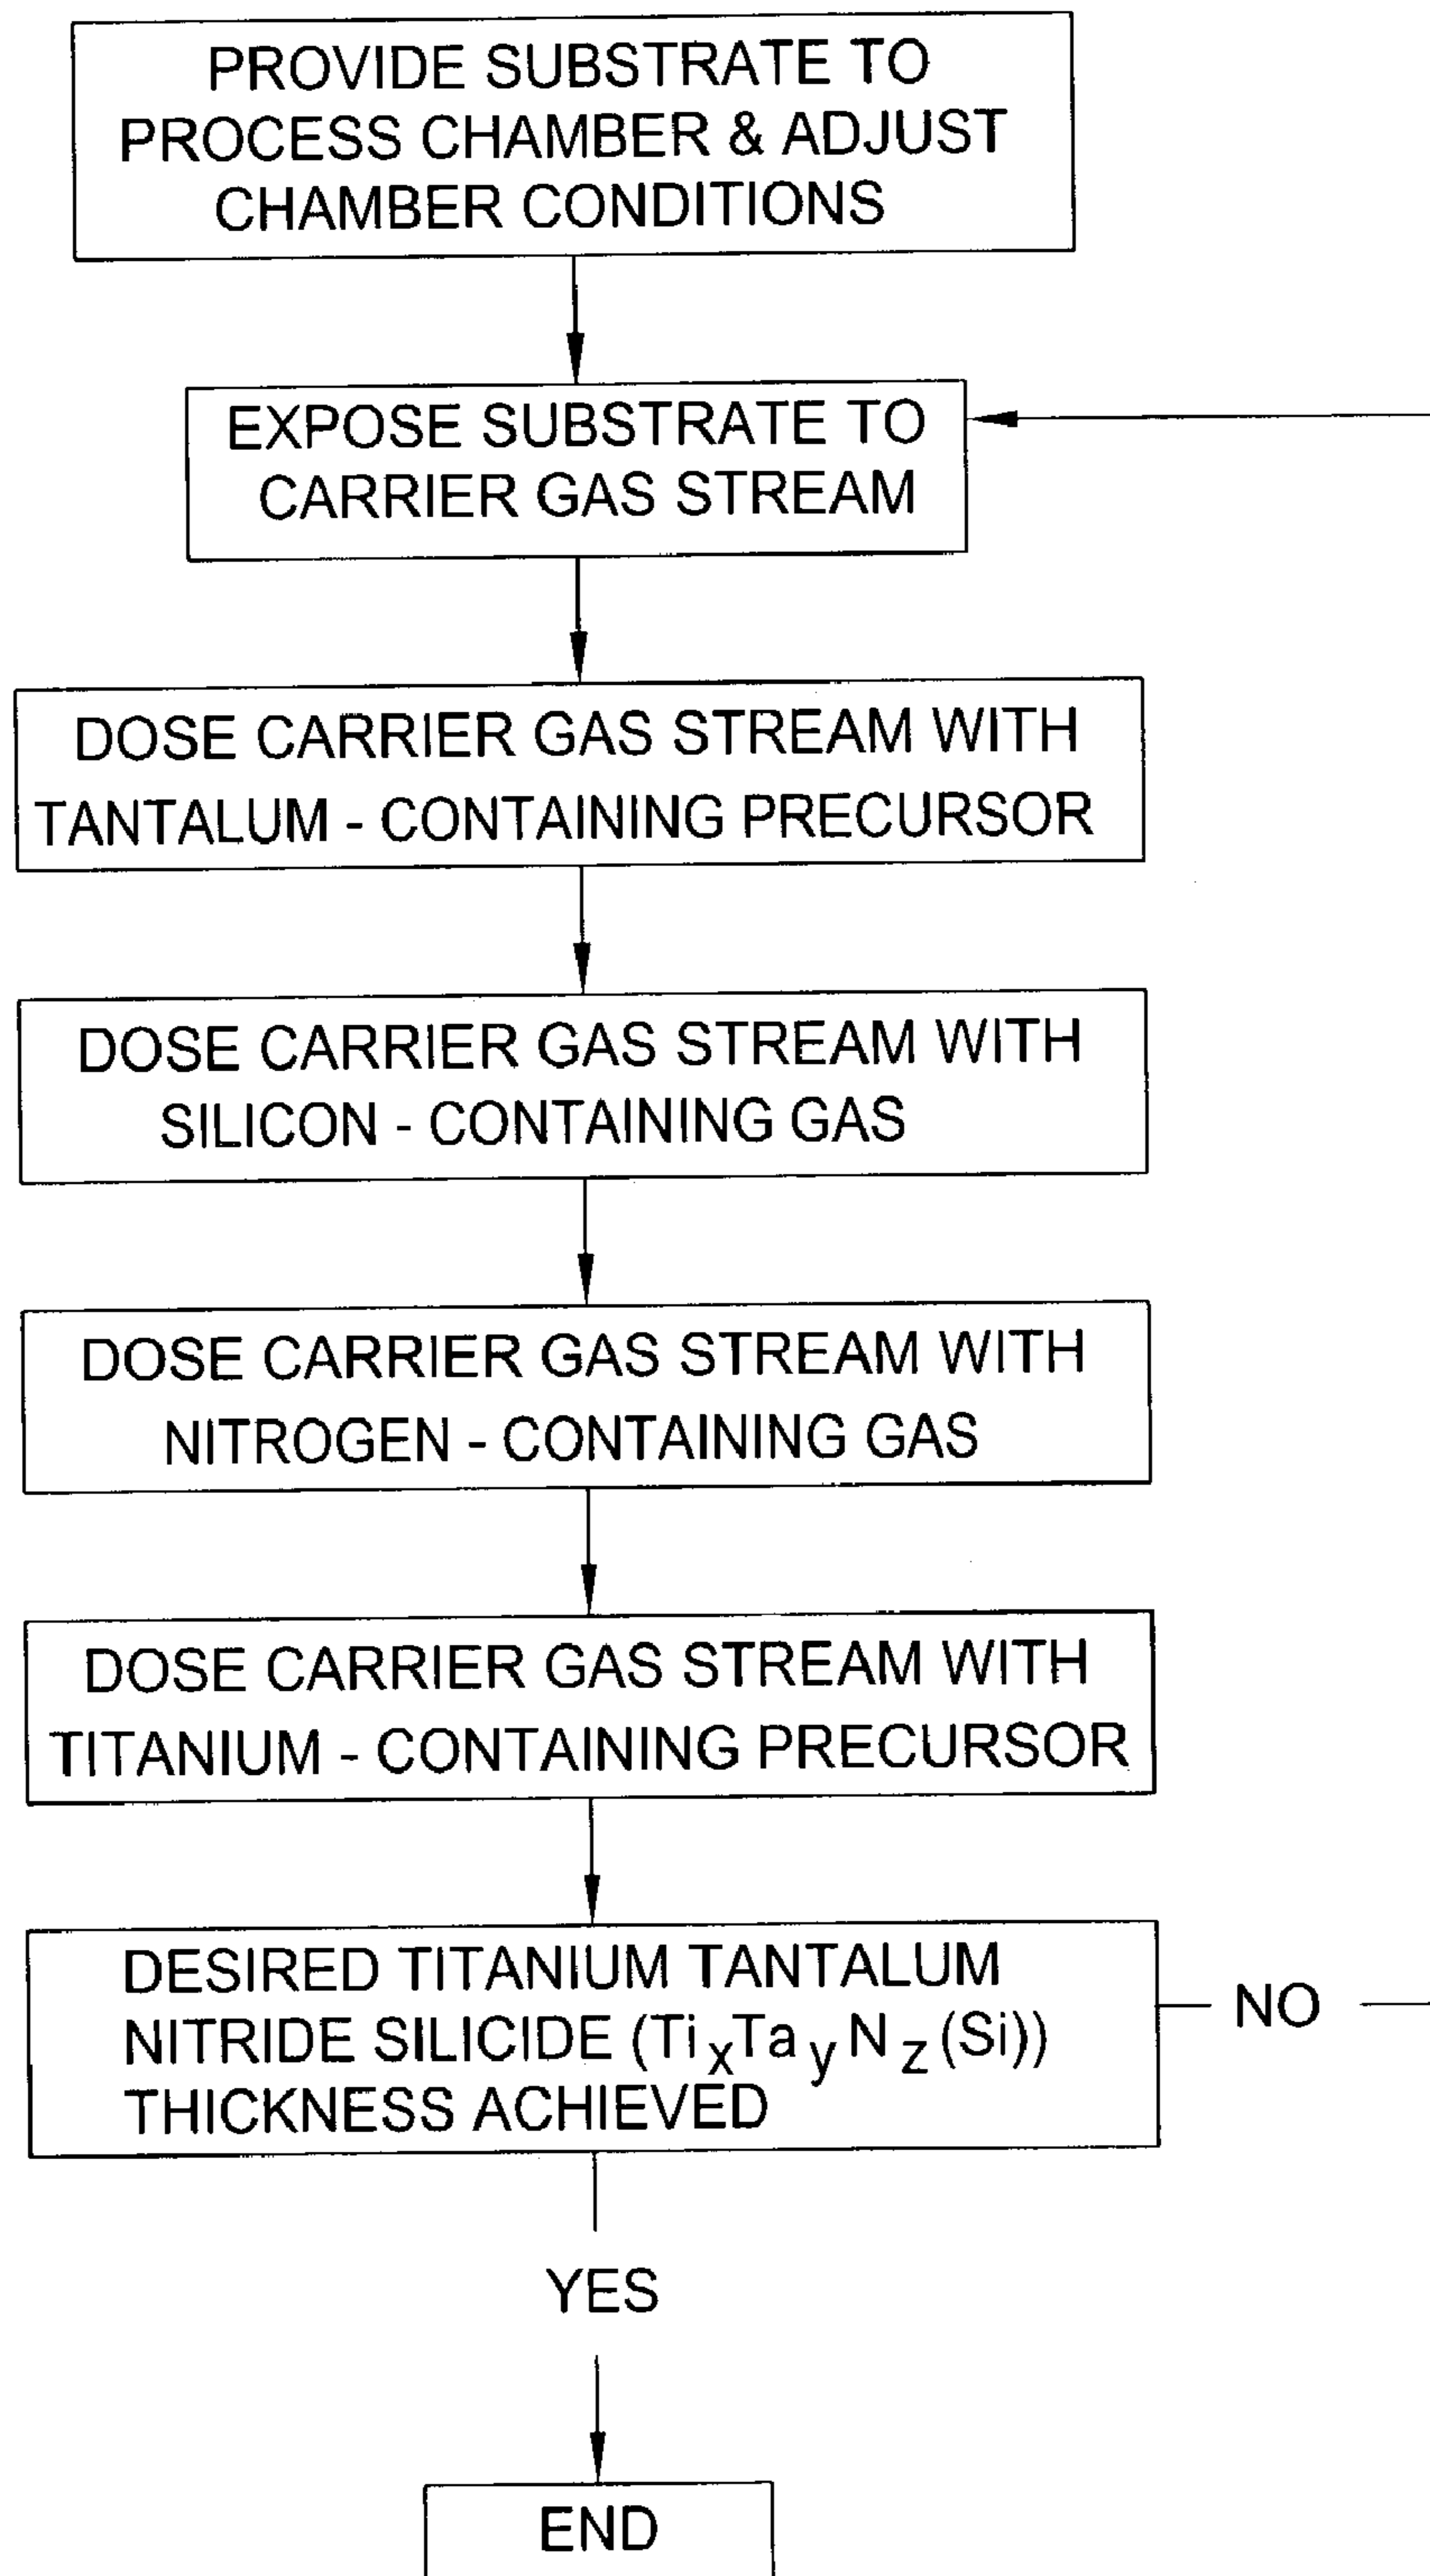 PROVIDE SUBSTRATE TO
PROCESS CHAMBER & ADJUST
CHAMBER CONDITIONS
EXPOSE SUBSTRATE TO
CARRIER GAS STREAM
DOSE CARRIER GAS STREAM WITH
TANTALUM - CONTAINING PRECURSOR
DOSE CARRIER GAS STREAM WITH
SILICON - CONTAINING GAS
DOSE CARRIER GAS STREAM WITH
NITROGEN - CONTAINING GAS
DOSE CARRIER GAS STREAM WITH
TITANIUM - CONTAINING PRECURSOR
DESIRED TITANIUM TANTALUM
NITRIDE SILICIDE (TixTayNz(Si))
THICKNESS ACHIEVED
NO
YES
END